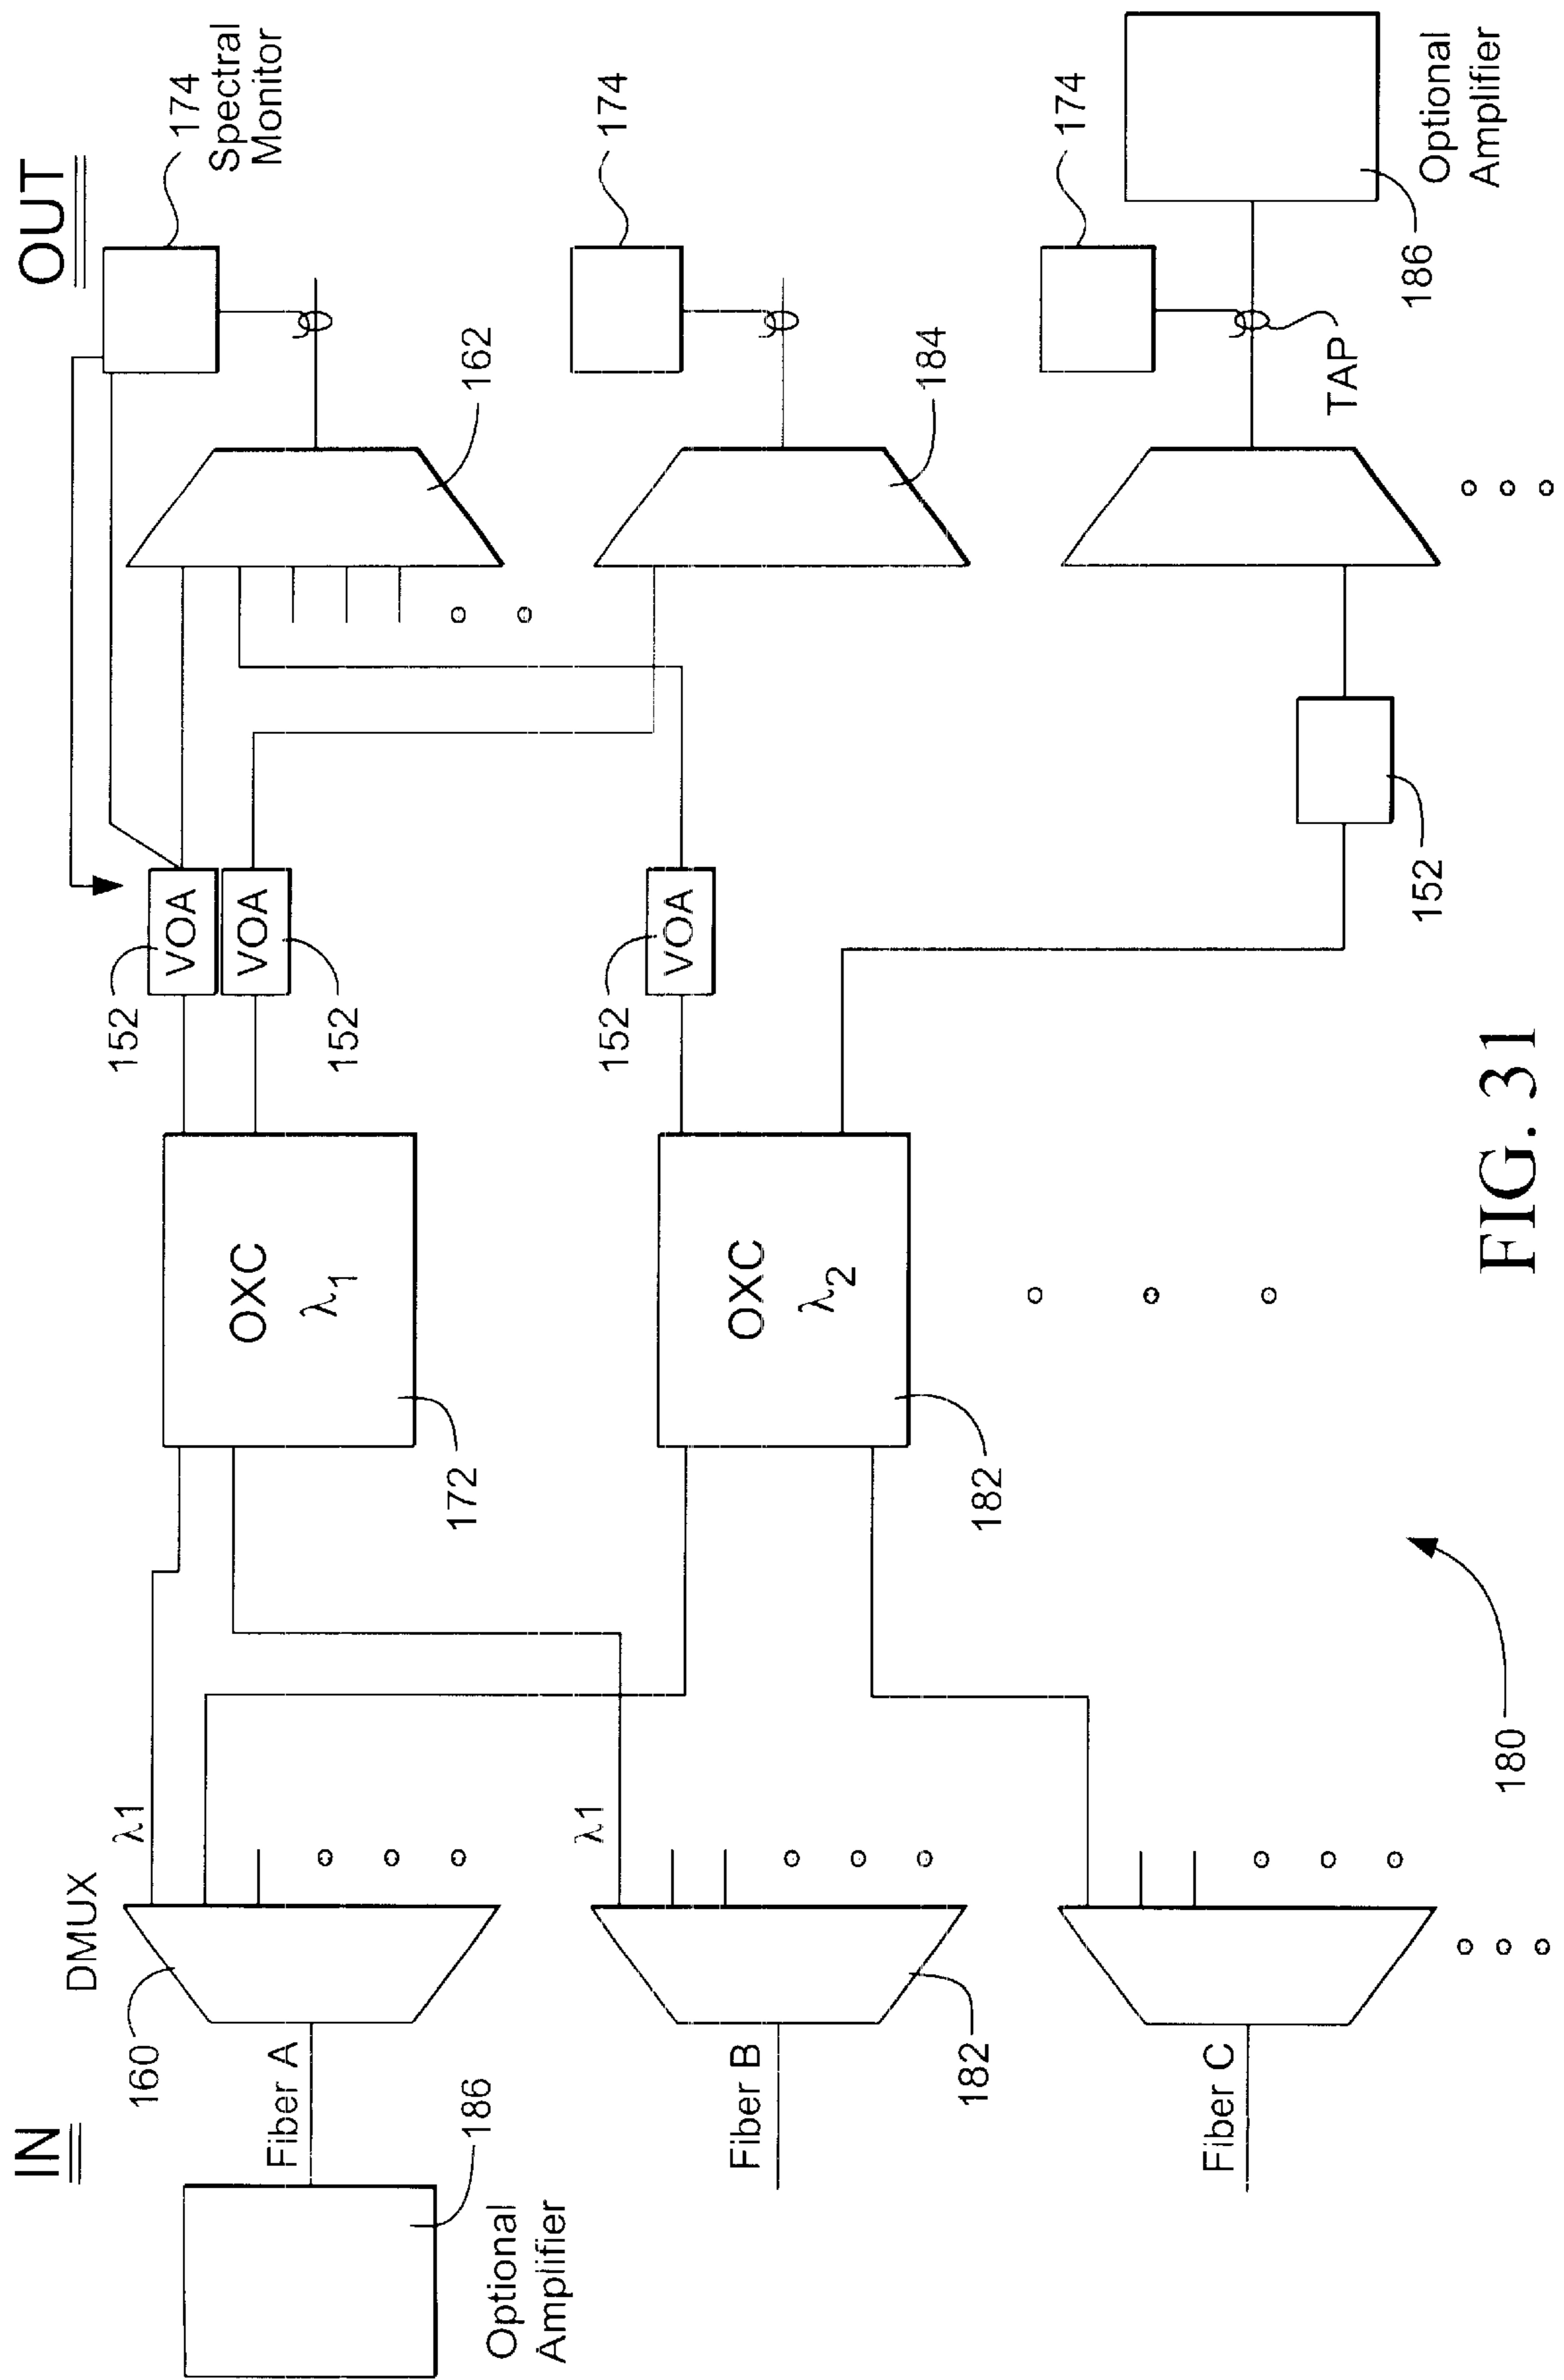 IN
OUT
DMUX
160
λ1
172
OXC
λ1
152
VOA
VOA
152
162
174
Spectral
Monitor
Fiber A
186
Optional
Amplifier
λ1
182
OXC
λ2
152
VOA
184
174
Fiber B
182
152
TAP
174
186
Optional
Amplifier
Fiber C
180
FIG. 31